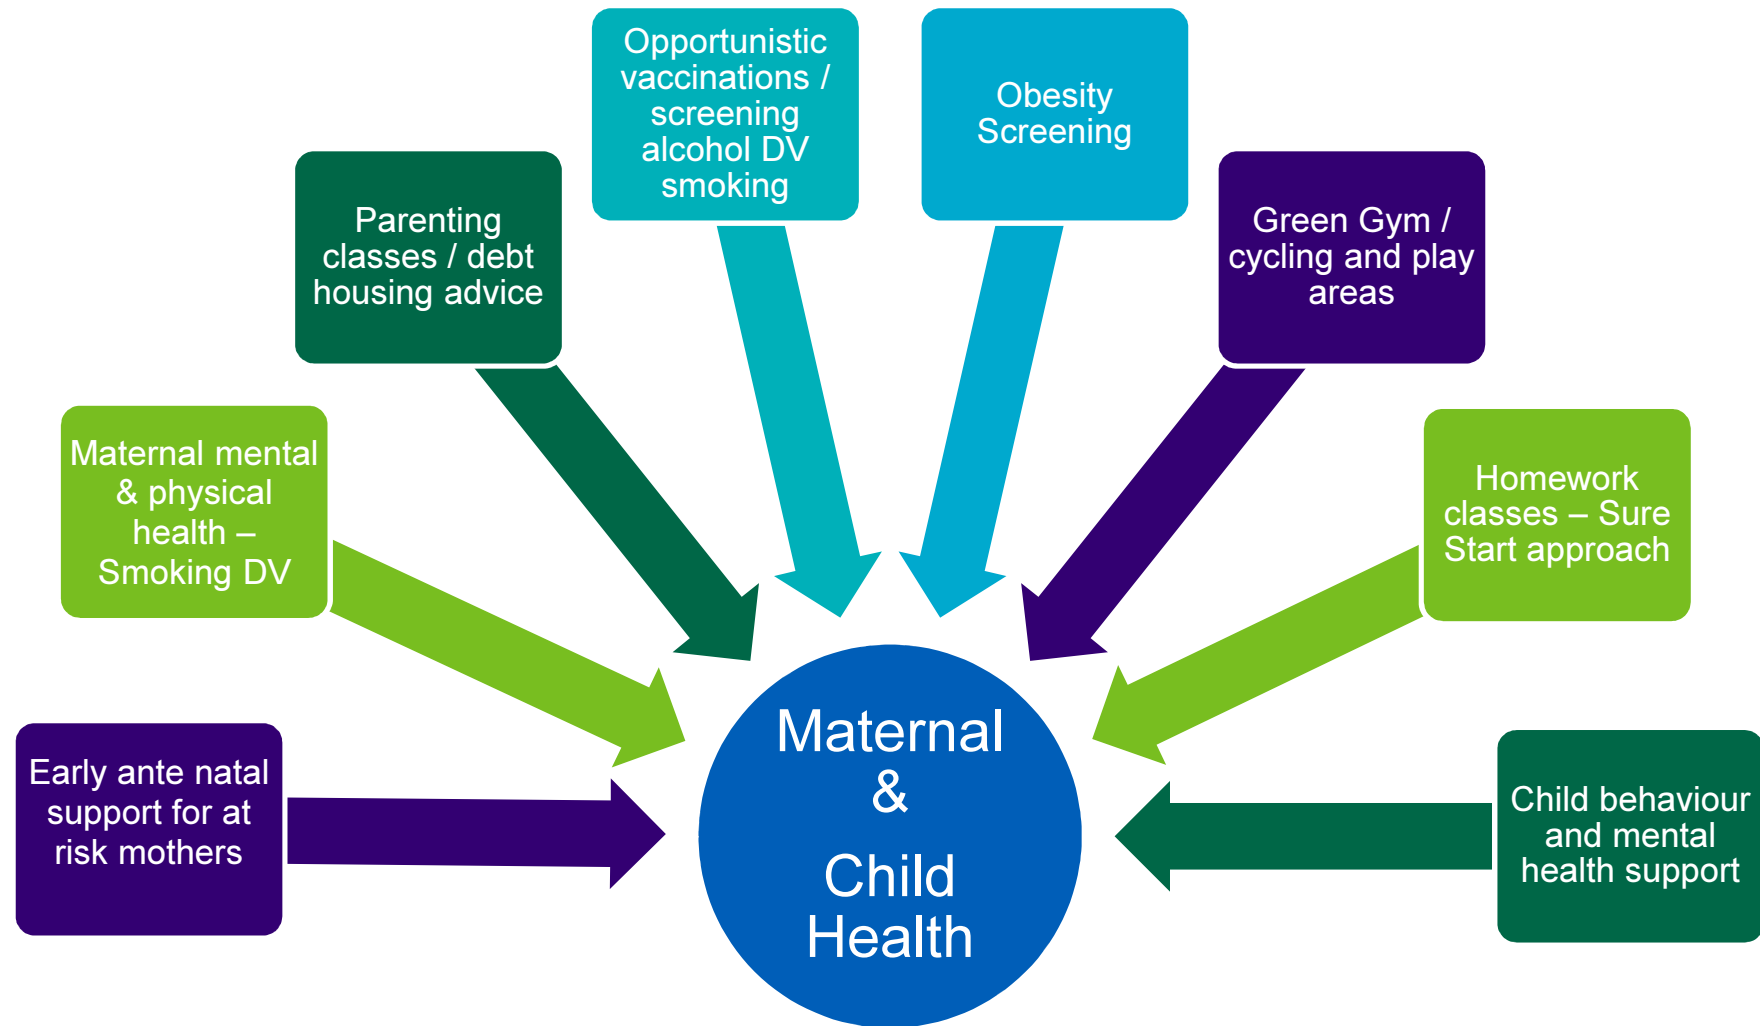 Opportunistic
vaccinations /
screening
alcohol DV
smoking
Obesity
Screening
Parenting
classes / debt
housing advice
Green Gym /
cycling and play
areas
Maternal mental
& physical
health –
Smoking DV
Homework
classes – Sure
Start approach
Early ante natal
support for at
risk mothers
Maternal
&
Child
Health
Child behaviour
and mental
health support